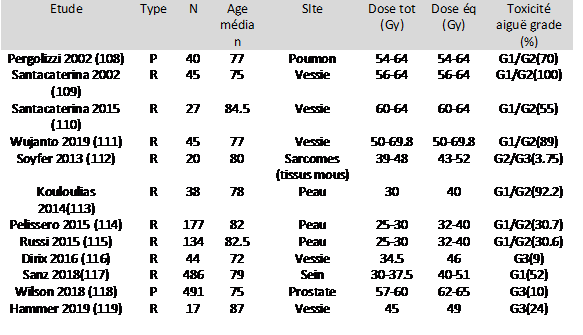 Etude Type N Age média n SIte Dose tot (Gy) Dose éq (Gy) Toxicité aiguë grade (%)
Pergolizzi 2002 (108) P 40 77 Poumon 54-64 54-64 G1/G2(70)
Santacaterina 2002 (109) R 45 75 Vessie 56-64 56-64 G1/G2(100)
Santacaterina 2015 (110) R 27 84.5 Vessie 60-64 60-64 G1/G2(55)
Wujanto 2019 (111) R 45 77 Vessie 50-69.8 50-69.8 G1/G2(89)
Soyfer 2013 (112) R 20 80 Sarcomes (tissus mous) 39-48 43-52 G2/G3(3.75)
Kouloulias 2014(113) R 38 78 Peau 30 40 G1/G2(92.2)
Pelissero 2015 (114) R 177 82 Peau 25-30 32-40 G1/G2(30.7)
Russi 2015 (115) R 134 82.5 Peau 25-30 32-40 G1/G2(30.6)
Dirix 2016 (116) R 44 72 Vessie 34.5 46 G3(9)
Sanz 2018(117) R 486 79 Sein 30-37.5 40-51 G1(52)
Wilson 2018 (118) P 491 75 Prostate 57-60 62-65 G3(10)
Hammer 2019 (119) R 17 87 Vessie 45 49 G3(24)